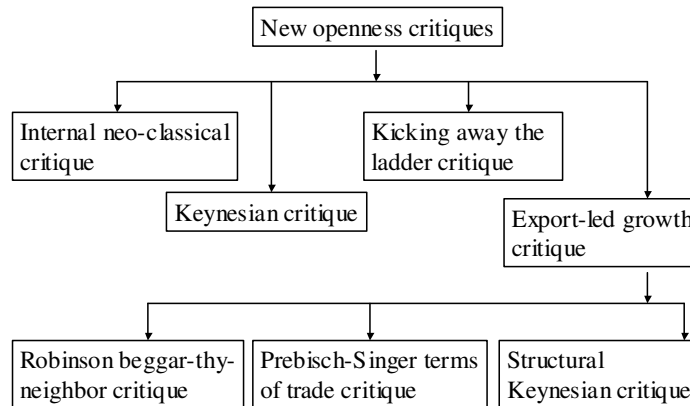 New openness critiques
Internal neo-classical
critique
Kicking away the
ladder critique
Keynesian critique
Export-led growth
critique
Robinson beggar-thy-
neighbor critique
Prebisch-Singer terms
of trade critique
Structural
Keynesian critique